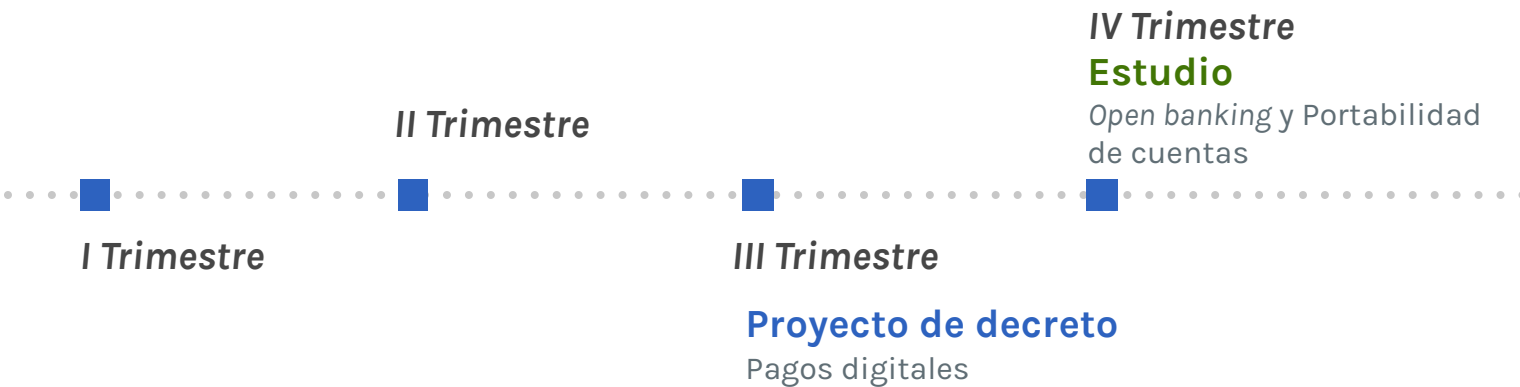 I Trimestre
II Trimestre
III Trimestre
Proyecto de decreto
Pagos digitales
IV Trimestre
Estudio
Open banking y Portabilidad
de cuentas